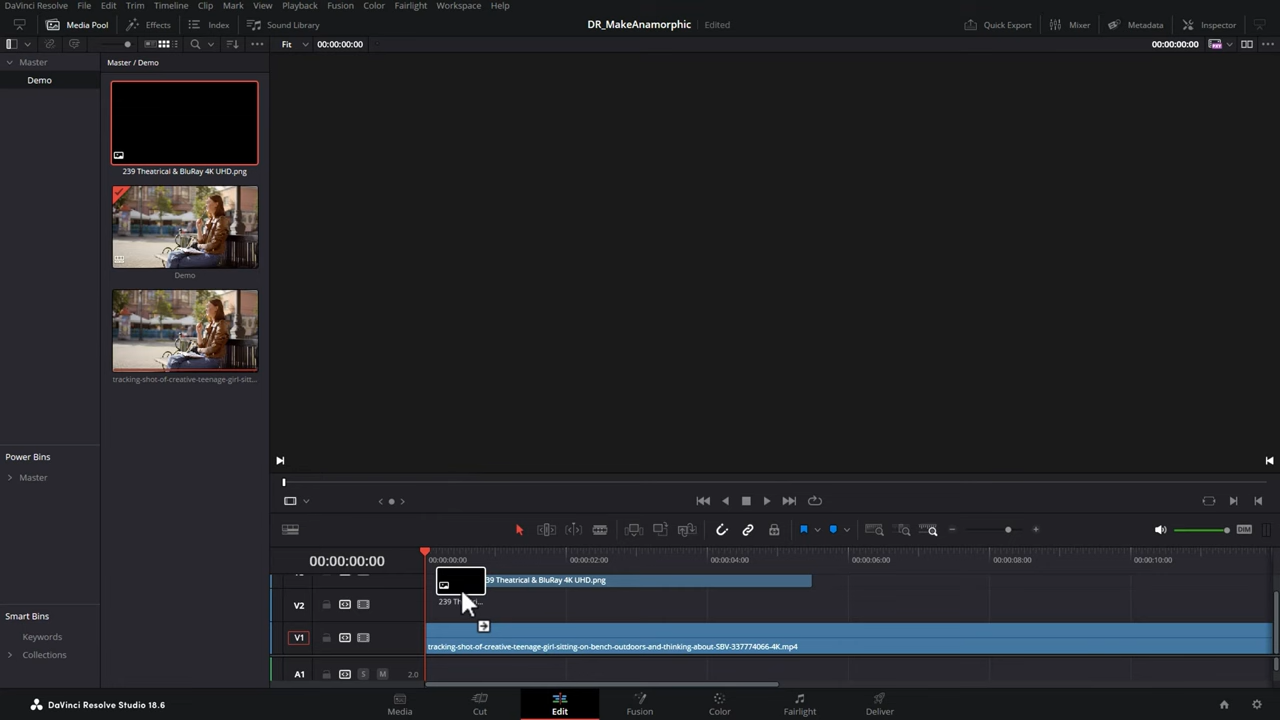 DaVinci Resolve File Edit Trim Timeline Clip Mark View Playback Fusion Color Fairlight Workspace Help
Media Pool Effects Index Sound Library DR_MakeAnamorphic Edited Quick Export Mixer Metadata Inspector
Fit 00:00:00:00 00:00:00:00
Master Master / Demo
Demo
239 Theatrical & BluRay 4K UHD.png
Demo
tracking-shot-of-creative-teenage-girl-sitt...
Power Bins
Master
Smart Bins
Keywords
Collections
DIM
00:00:00:00 00:00:00:00 00:00:02:00 00:00:04:00 00:00:06:00 00:00:08:00 00:00:10:00
39 Theatrical & BluRay 4K UHD.png
V2
V1
tracking-shot-of-creative-teenage-girl-sitting-on-bench-outdoors-and-thinking-about-SBV-337774066-4K.mp4
A1 S M 2.0
DaVinci Resolve Studio 18.6 Media Cut Edit Fusion Color Fairlight Deliver